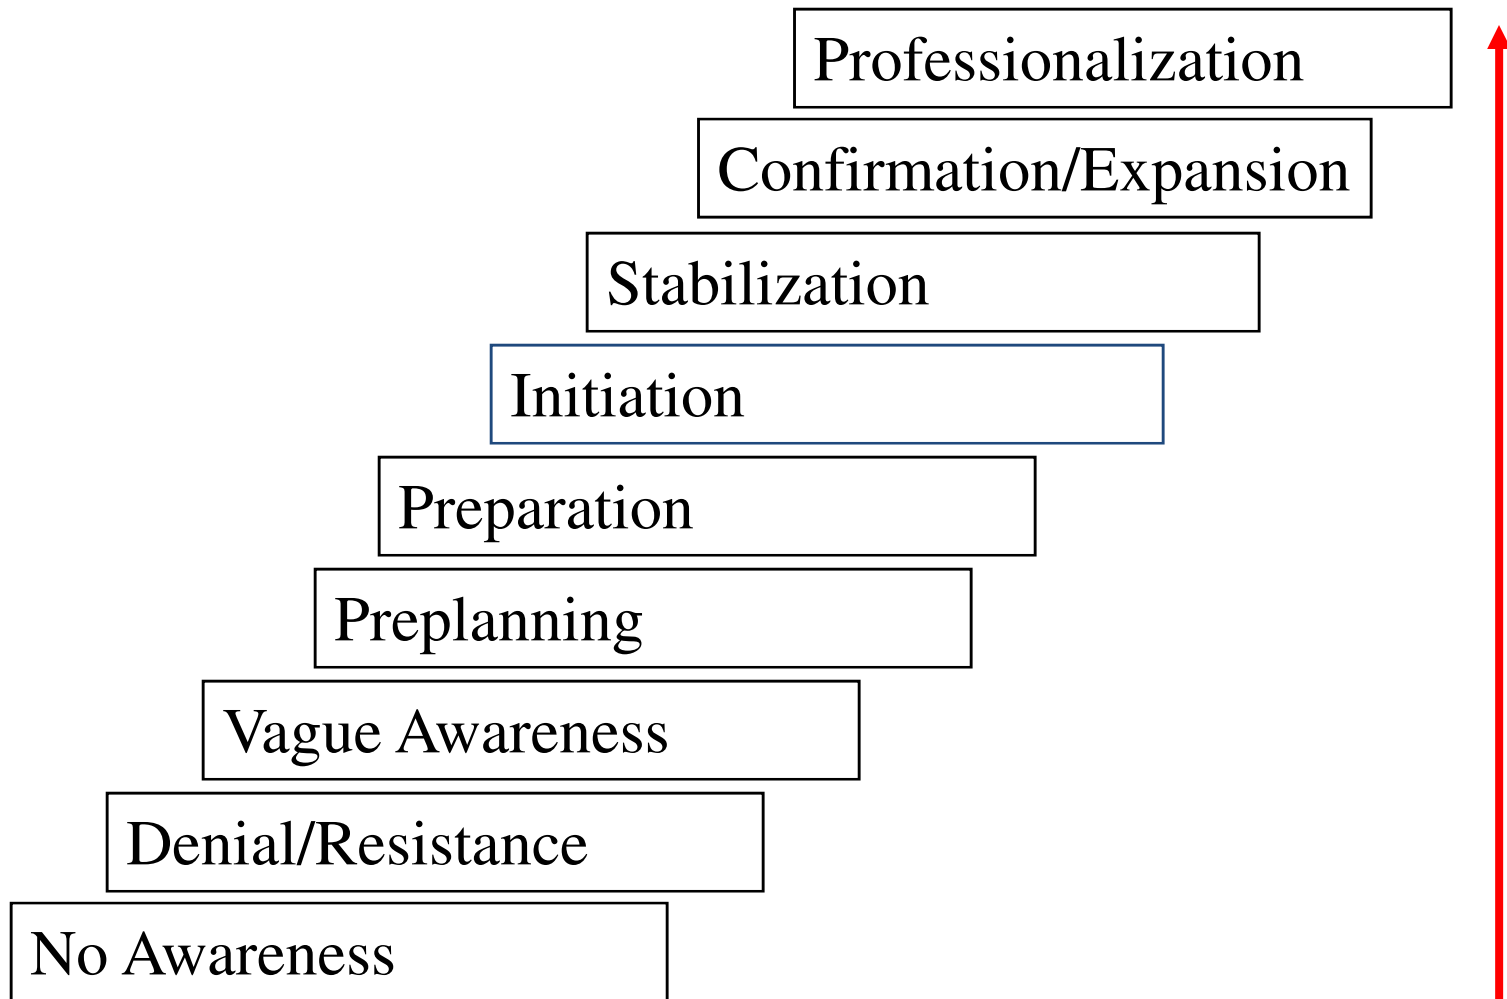 Professionalization
Confirmation/Expansion
Stabilization
Initiation
Preparation
Preplanning
Vague Awareness
Denial/Resistance
No Awareness